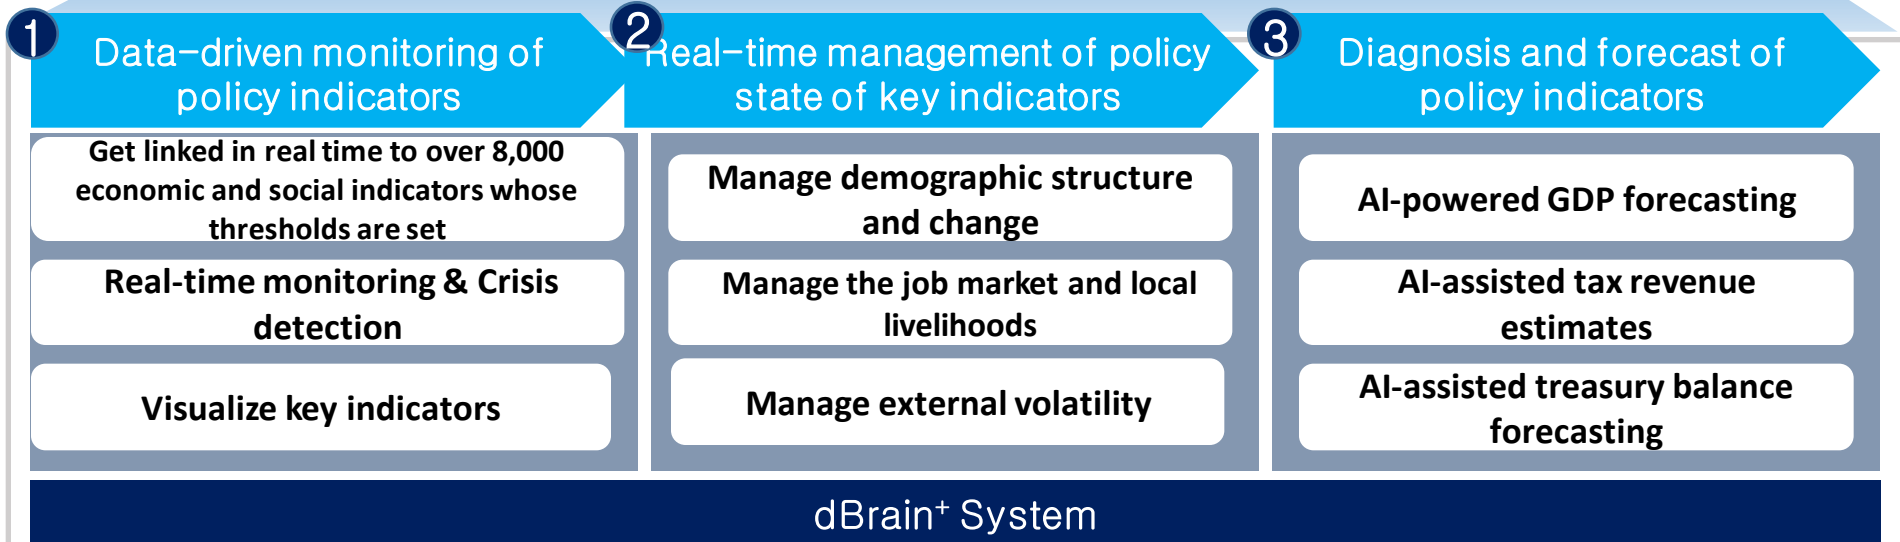 1
Data-driven monitoring of
policy indicators
Get linked in real time to over 8,000
economic and social indicators whose
thresholds are set
Real-time monitoring & Crisis
detection
Visualize key indicators
2
Real-time management of policy
state of key indicators
Manage demographic structure
and change
Manage the job market and local
livelihoods
Manage external volatility
3
Diagnosis and forecast of
policy indicators
AI-powered GDP forecasting
AI-assisted tax revenue
estimates
AI-assisted treasury balance
forecasting
dBrain⁺ System